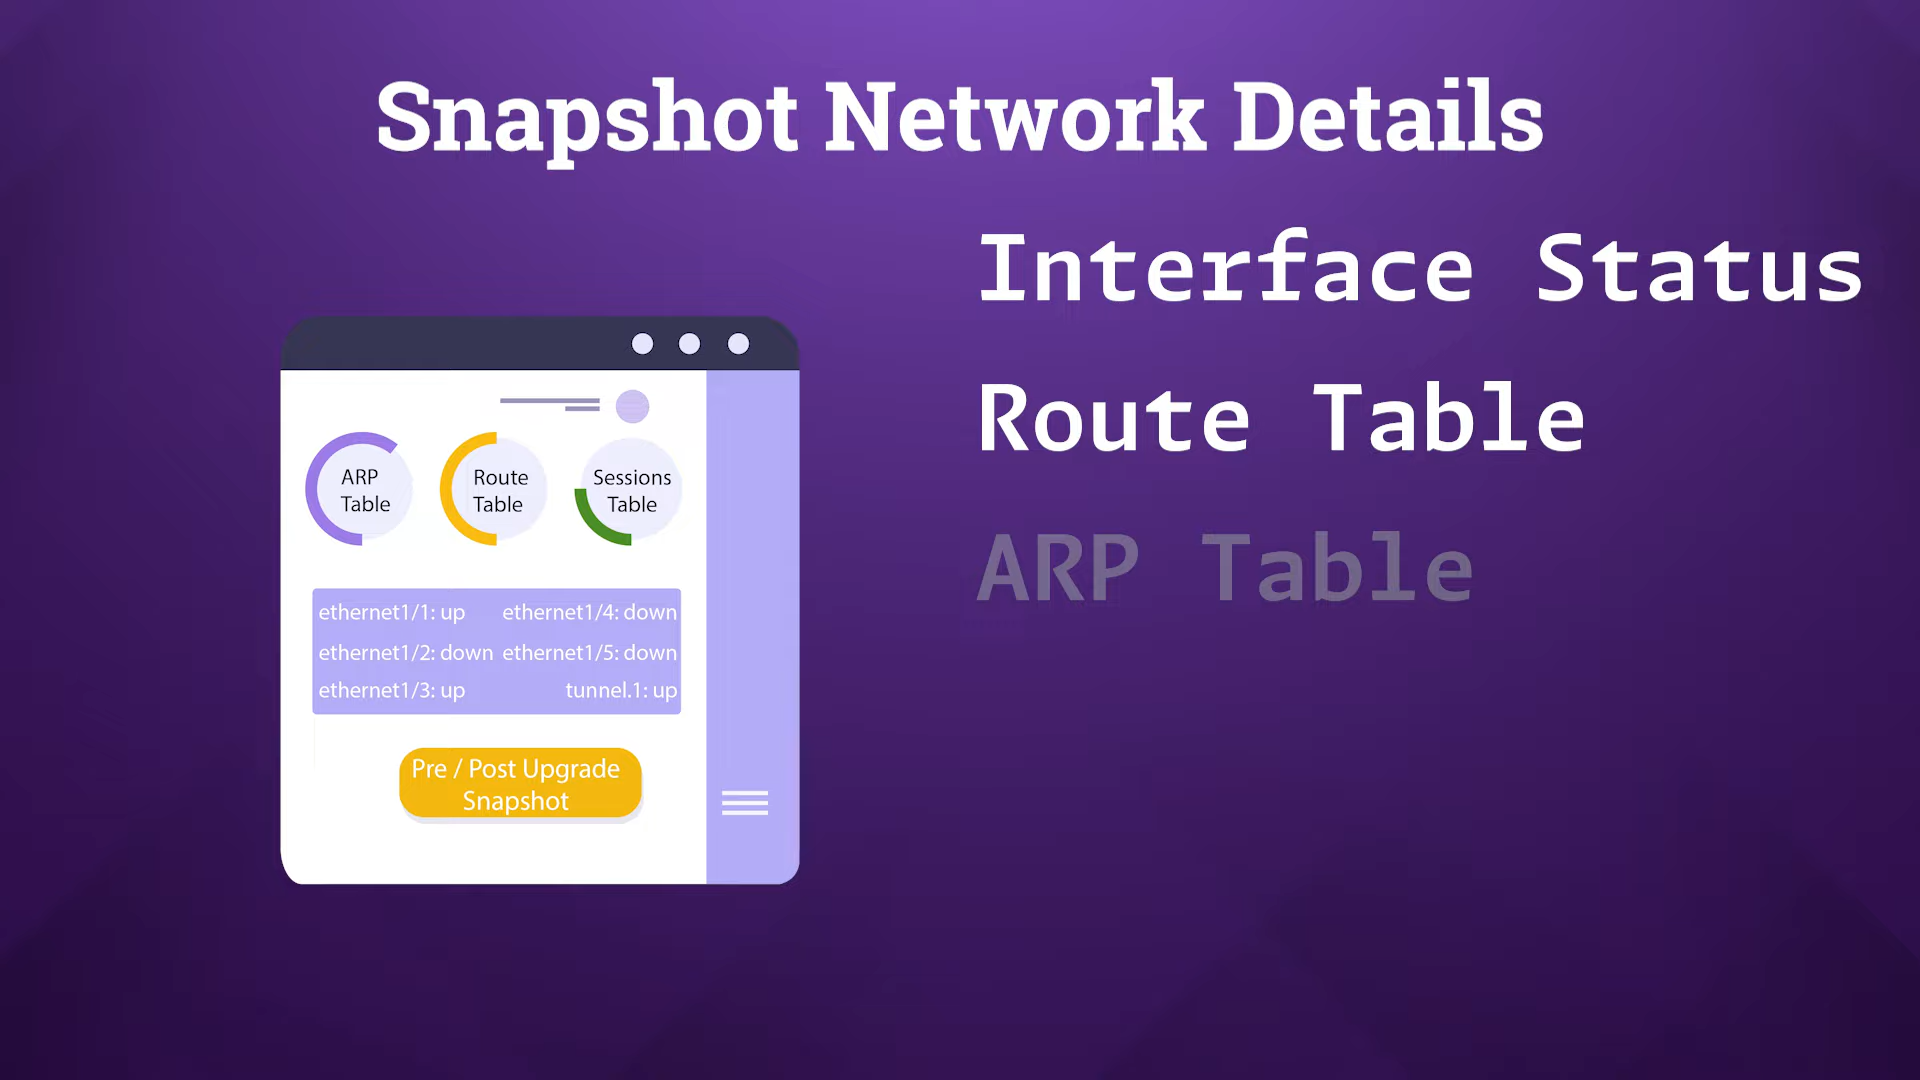 Snapshot Network Details
Interface Status
Route Table
ARP Table
ARP
Table
Route
Table
Sessions
Table
ethernet1/1: up ethernet1/4: down
ethernet1/2: down ethernet1/5: down
ethernet1/3: up tunnel.1: up
Pre / Post Upgrade
Snapshot